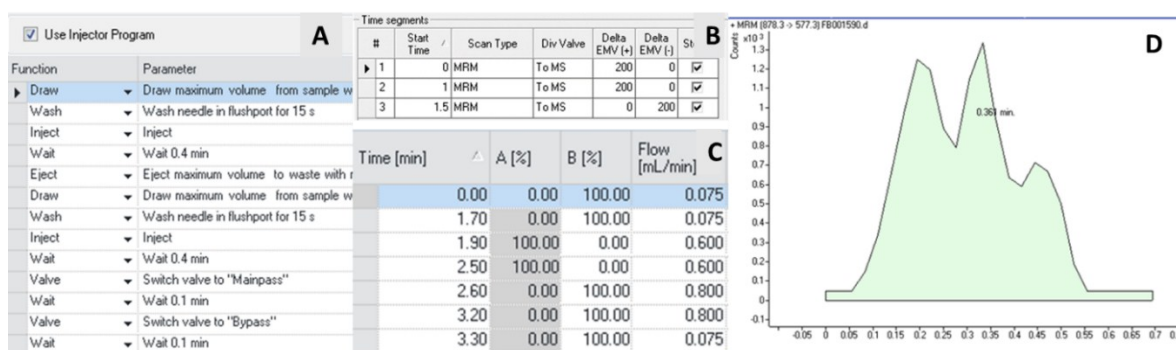 Use Injector Program
A
Function Parameter
Draw Draw maximum volume from sample w
Wash Wash needle in flushport for 15 s
Inject Inject
Wait Wait 0.4 min
Eject Eject maximum volume to waste with
Draw Draw maximum volume from sample w
Wash Wash needle in flushport for 15 s
Inject Inject
Wait Wait 0.4 min
Valve Switch valve to "Mainpass"
Wait Wait 0.1 min
Valve Switch valve to "Bypass"
Wait Wait 0.1 min
Time segments
B
# Start Time / Scan Type Div Valve Delta EMV (+) Delta EMV (-) St
1 0 MRM To MS 200 0
2 1 MRM To MS 200 0
3 1.5 MRM To MS 0 200
C
Time [min] A [%] B [%] Flow [mL/min]
0.00 0.00 100.00 0.075
1.70 0.00 100.00 0.075
1.90 100.00 0.00 0.600
2.50 100.00 0.00 0.600
2.60 0.00 100.00 0.800
3.20 0.00 100.00 0.800
3.30 0.00 100.00 0.075
+ MRM (878.3 -> 577.3) FB001590.d
D
Counts x10 3
1.3
1.2
1.1
1
0.9
0.8
0.7
0.6
0.5
0.4
0.3
0.2
0.1
0
-0.1
0.361 min.
-0.05 0 0.05 0.1 0.15 0.2 0.25 0.3 0.35 0.4 0.45 0.5 0.55 0.6 0.65 0.7